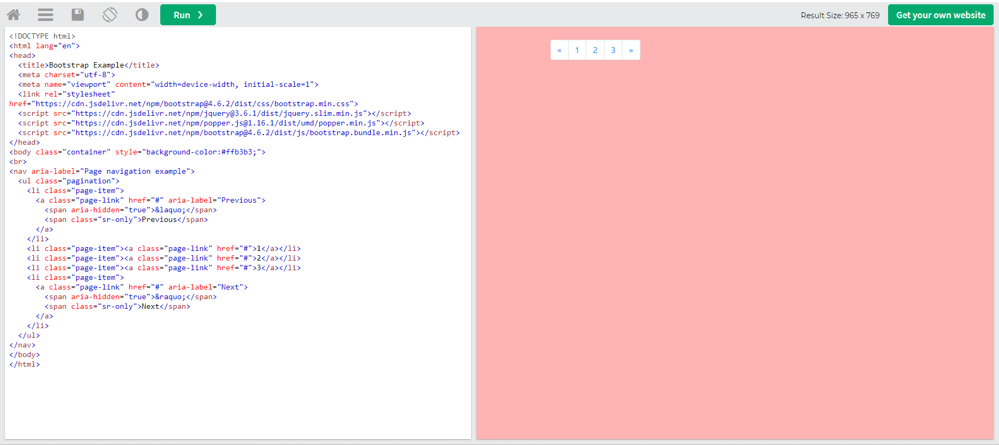 Run ❯
Result Size: 965 x 769
Get your own website
<!DOCTYPE html>
<html lang="en">
<head>
  <title>Bootstrap Example</title>
  <meta charset="utf-8">
  <meta name="viewport" content="width=device-width, initial-scale=1">
  <link rel="stylesheet"
href="https://cdn.jsdelivr.net/npm/bootstrap@4.6.2/dist/css/bootstrap.min.css">
  <script src="https://cdn.jsdelivr.net/npm/jquery@3.6.1/dist/jquery.slim.min.js"></script>
  <script src="https://cdn.jsdelivr.net/npm/popper.js@1.16.1/dist/umd/popper.min.js"></script>
  <script src="https://cdn.jsdelivr.net/npm/bootstrap@4.6.2/dist/js/bootstrap.bundle.min.js"></script>
</head>
<body class="container" style="background-color:#ffb3b3;">
<br>
<nav aria-label="Page navigation example">
  <ul class="pagination">
    <li class="page-item">
      <a class="page-link" href="#" aria-label="Previous">
        <span aria-hidden="true">&laquo;</span>
        <span class="sr-only">Previous</span>
      </a>
    </li>
    <li class="page-item"><a class="page-link" href="#">1</a></li>
    <li class="page-item"><a class="page-link" href="#">2</a></li>
    <li class="page-item"><a class="page-link" href="#">3</a></li>
    <li class="page-item">
      <a class="page-link" href="#" aria-label="Next">
        <span aria-hidden="true">&raquo;</span>
        <span class="sr-only">Next</span>
      </a>
    </li>
  </ul>
</nav>
</body>
</html>
« 1 2 3 »